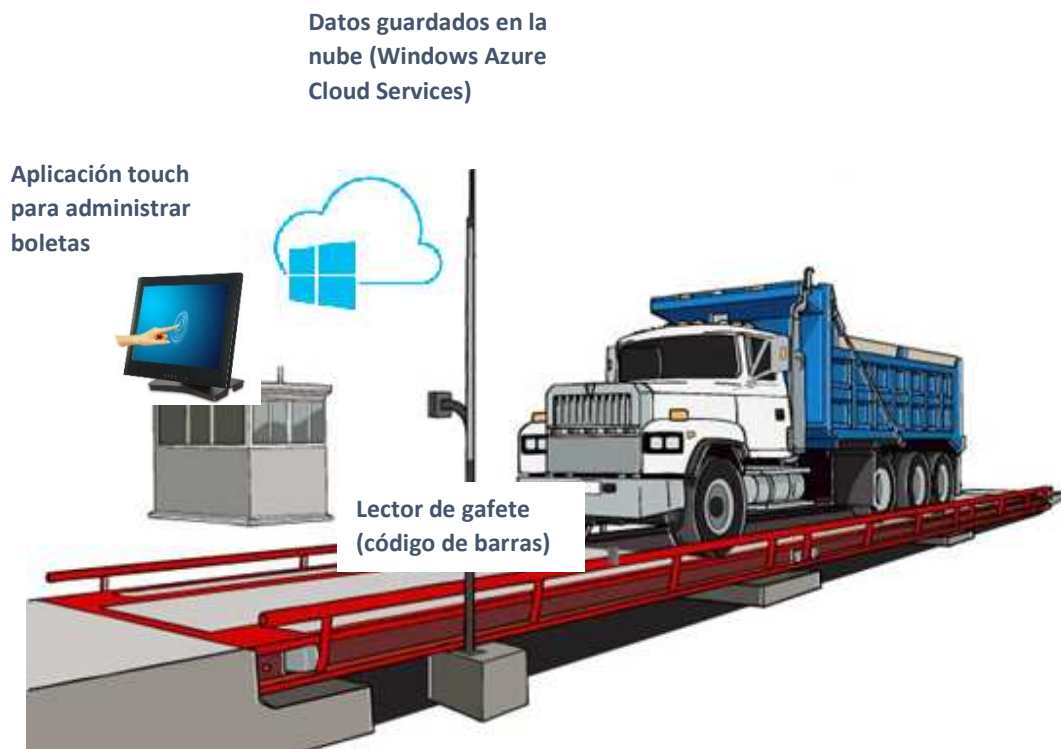 Datos guardados en la
nube (Windows Azure
Cloud Services)
Aplicación touch
para administrar
boletas
Lector de gafete
(código de barras)